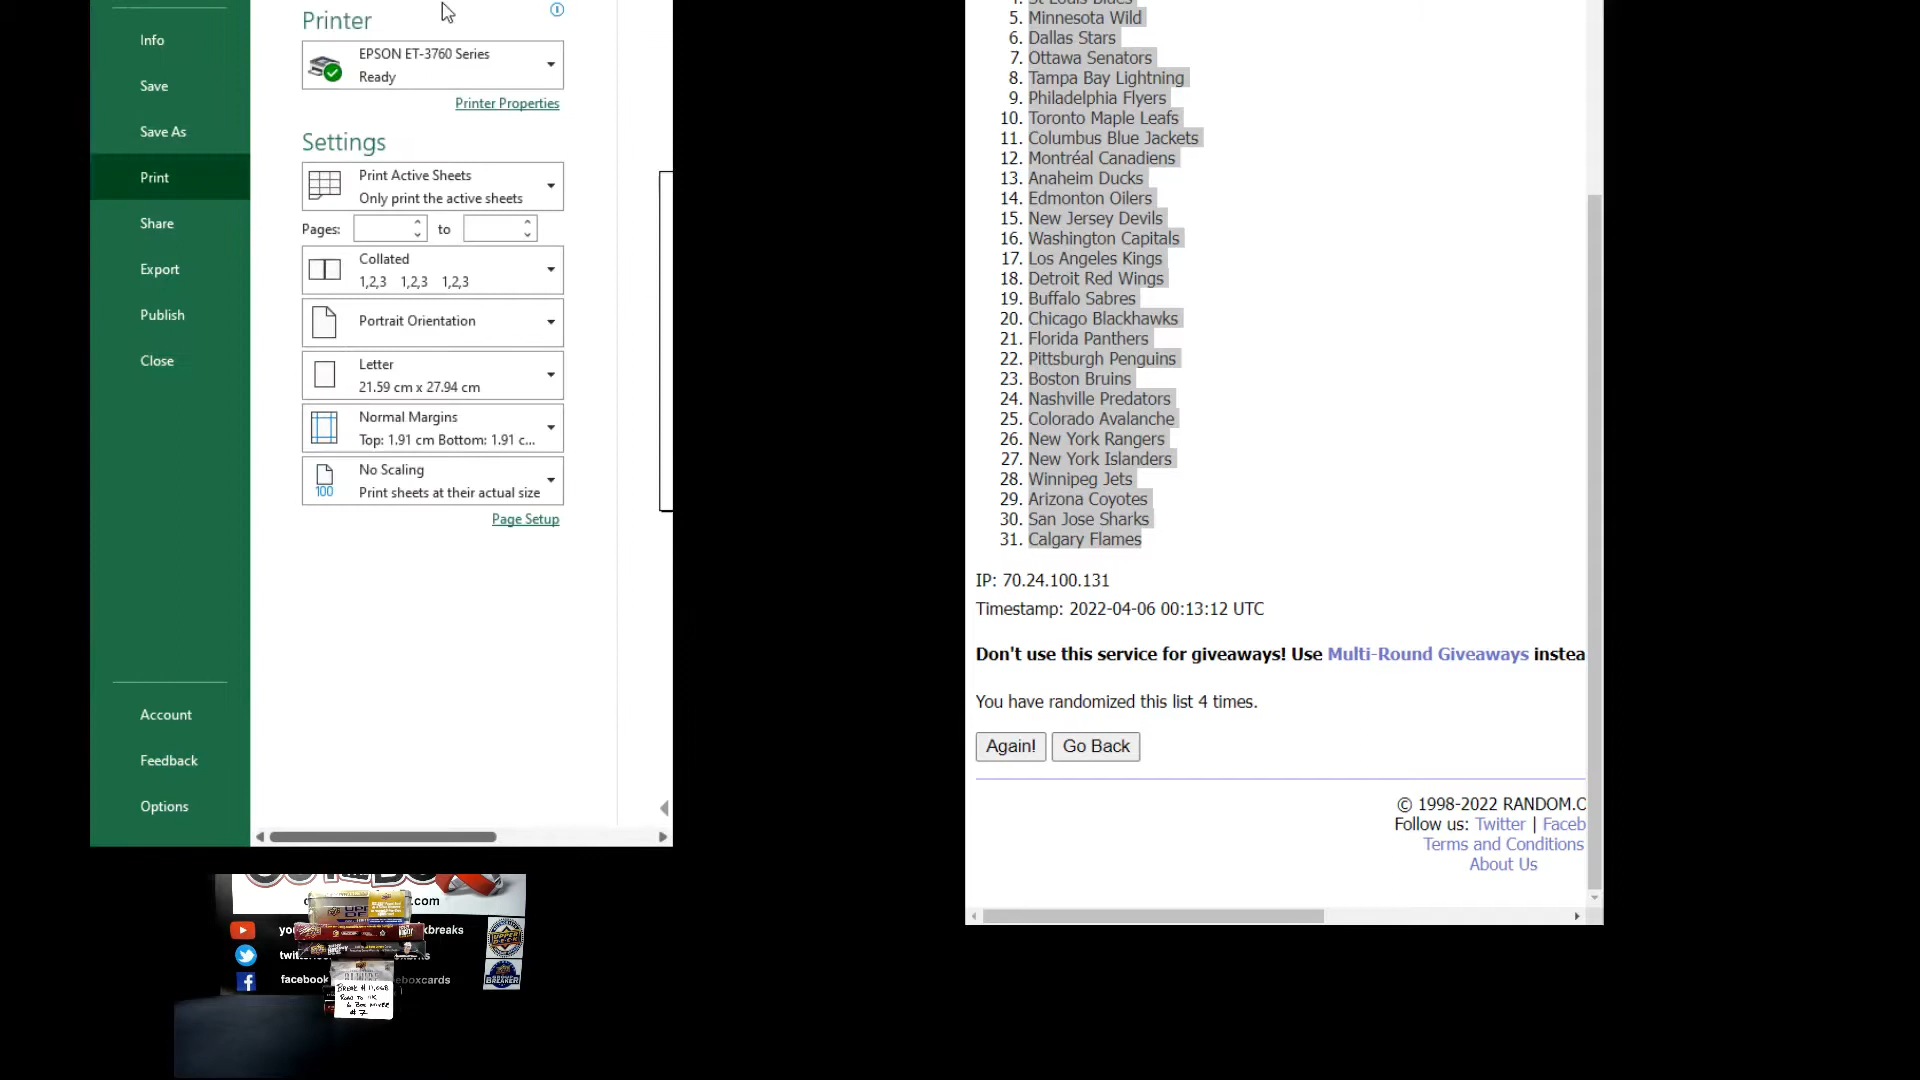 Info
Save
Save As
Print
Share
Export
Publish
Close
Account
Feedback
Options
Printer
EPSON ET-3760 Series
Ready
Printer Properties
Settings
Print Active Sheets
Only print the active sheets
Pages: to
Collated
1,2,3 1,2,3 1,2,3
Portrait Orientation
Letter
21.59 cm x 27.94 cm
Normal Margins
Top: 1.91 cm Bottom: 1.91 c...
No Scaling
100
Print sheets at their actual size
Page Setup
5. Minnesota Wild
6. Dallas Stars
7. Ottawa Senators
8. Tampa Bay Lightning
9. Philadelphia Flyers
10. Toronto Maple Leafs
11. Columbus Blue Jackets
12. Montréal Canadiens
13. Anaheim Ducks
14. Edmonton Oilers
15. New Jersey Devils
16. Washington Capitals
17. Los Angeles Kings
18. Detroit Red Wings
19. Buffalo Sabres
20. Chicago Blackhawks
21. Florida Panthers
22. Pittsburgh Penguins
23. Boston Bruins
24. Nashville Predators
25. Colorado Avalanche
26. New York Rangers
27. New York Islanders
28. Winnipeg Jets
29. Arizona Coyotes
30. San Jose Sharks
31. Calgary Flames
IP: 70.24.100.131
Timestamp: 2022-04-06 00:13:12 UTC
Don't use this service for giveaways! Use Multi-Round Giveaways instea
You have randomized this list 4 times.
Again! Go Back
© 1998-2022 RANDOM.C
Follow us: Twitter | Faceb
Terms and Conditions
About Us
.com
facebook